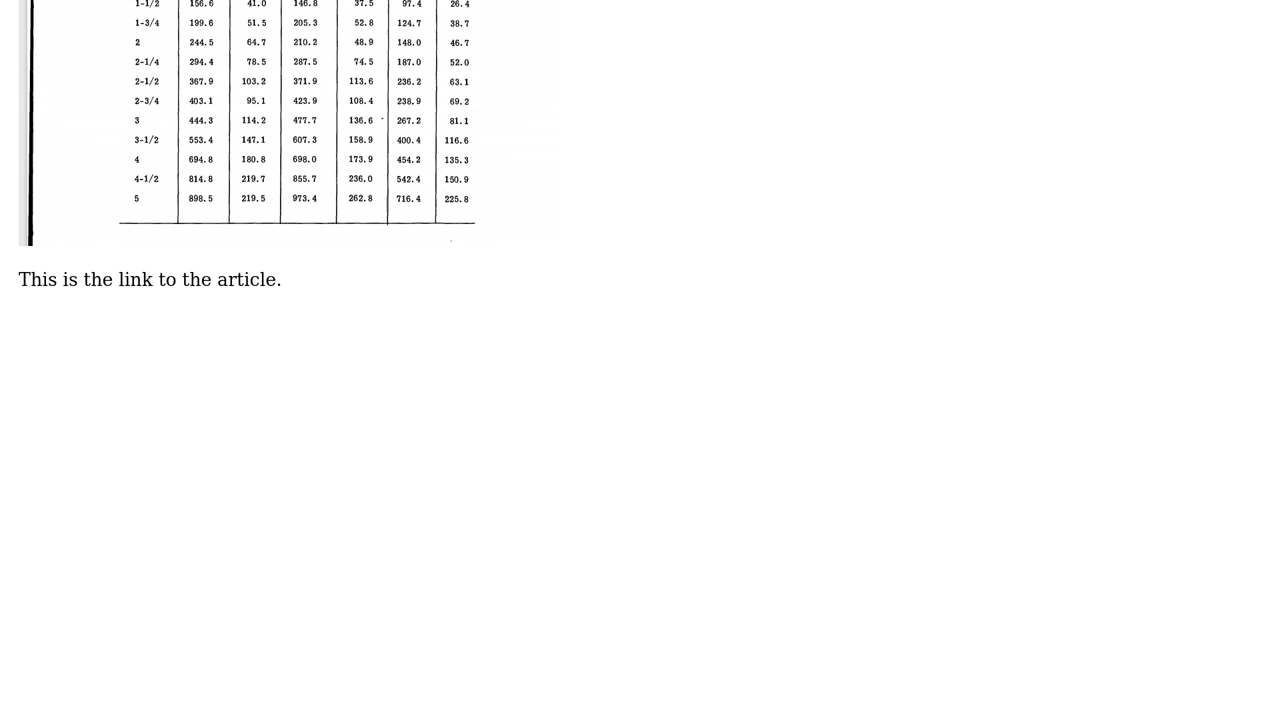 1-1/2 156.6 41.0 146.8 37.5 97.4 26.4
1-3/4 199.6 51.5 205.3 52.8 124.7 38.7
2 244.5 64.7 210.2 48.9 148.0 46.7
2-1/4 294.4 78.5 287.5 74.5 187.0 52.0
2-1/2 367.9 103.2 371.9 113.6 236.2 63.1
2-3/4 403.1 95.1 423.9 108.4 238.9 69.2
3 444.3 114.2 477.7 136.6 267.2 81.1
3-1/2 553.4 147.1 607.3 158.9 400.4 116.6
4 694.8 180.8 698.0 173.9 454.2 135.3
4-1/2 814.8 219.7 855.7 236.0 542.4 150.9
5 898.5 219.5 973.4 262.8 716.4 225.8
This is the link to the article.